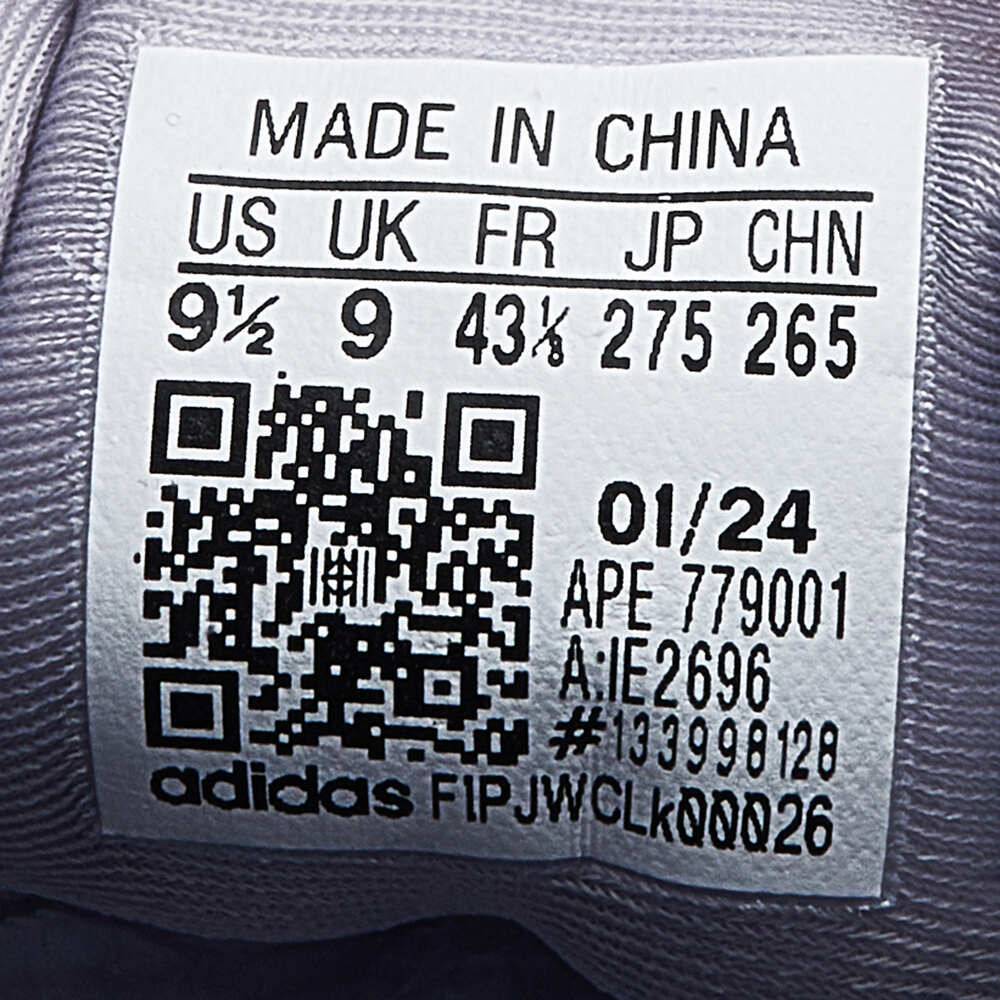 MADE IN CHINA
US UK FR JP CHN
9½ 9 43⅓ 275 265
01/24
APE 779001
A:IE2696
#133998128
adidas F1PJWCLk00026